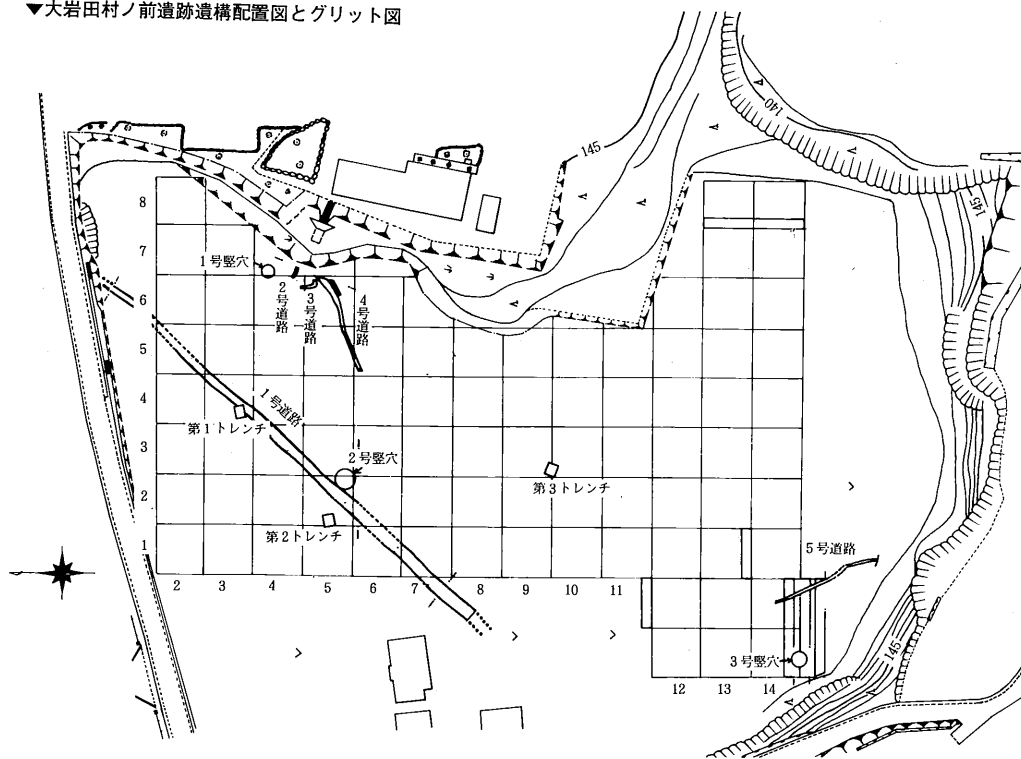 ▼大岩田村ノ前遺跡遺構配置図とグリット図
140
145
145
8
7
1号竪穴
6
2号道路
3号道路
4号道路
5
4
1号道路
第1トレンチ
3
2号竪穴
2
第3トレンチ
第2トレンチ
1
5号道路
2 3 4 5 6 7 8 9 10 11
3号竪穴
145
12 13 14